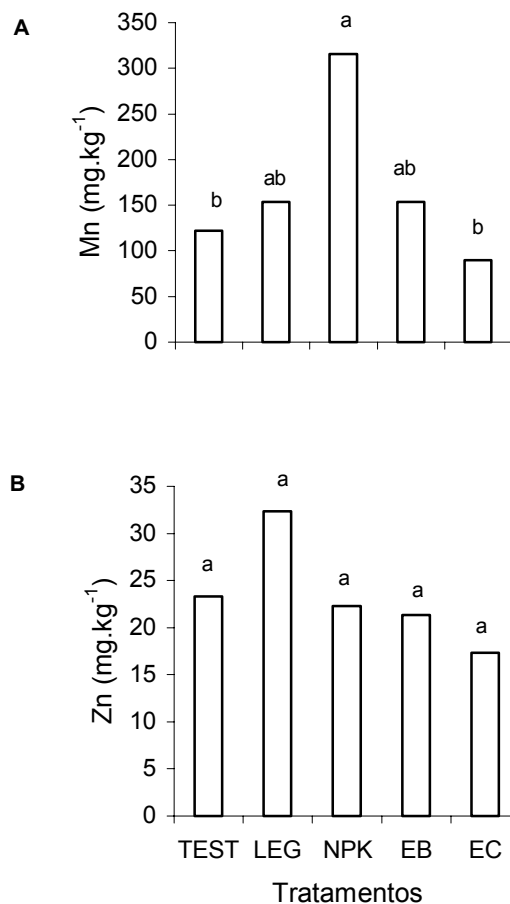 A
Mn (mg.kg-1)
350
300
250
200
150
100
50
0
b
ab
a
ab
b
B
Zn (mg.kg-1)
35
30
25
20
15
10
5
0
a
a
a
a
a
TEST LEG NPK EB EC
Tratamentos